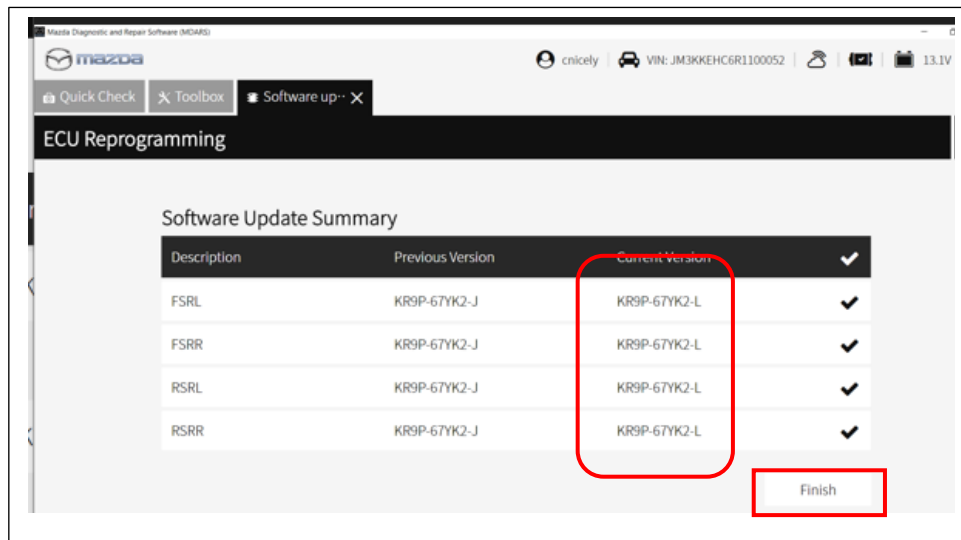 Mazda Diagnostic and Repair Software (MDARS)
mazda
cnicely VIN: JM3KKEHC6R1100052 13.1V
Quick Check Toolbox Software up··
ECU Reprogramming
Software Update Summary
Description Previous Version Current Version
FSRL KR9P-67YK2-J KR9P-67YK2-L
FSRR KR9P-67YK2-J KR9P-67YK2-L
RSRL KR9P-67YK2-J KR9P-67YK2-L
RSRR KR9P-67YK2-J KR9P-67YK2-L
Finish